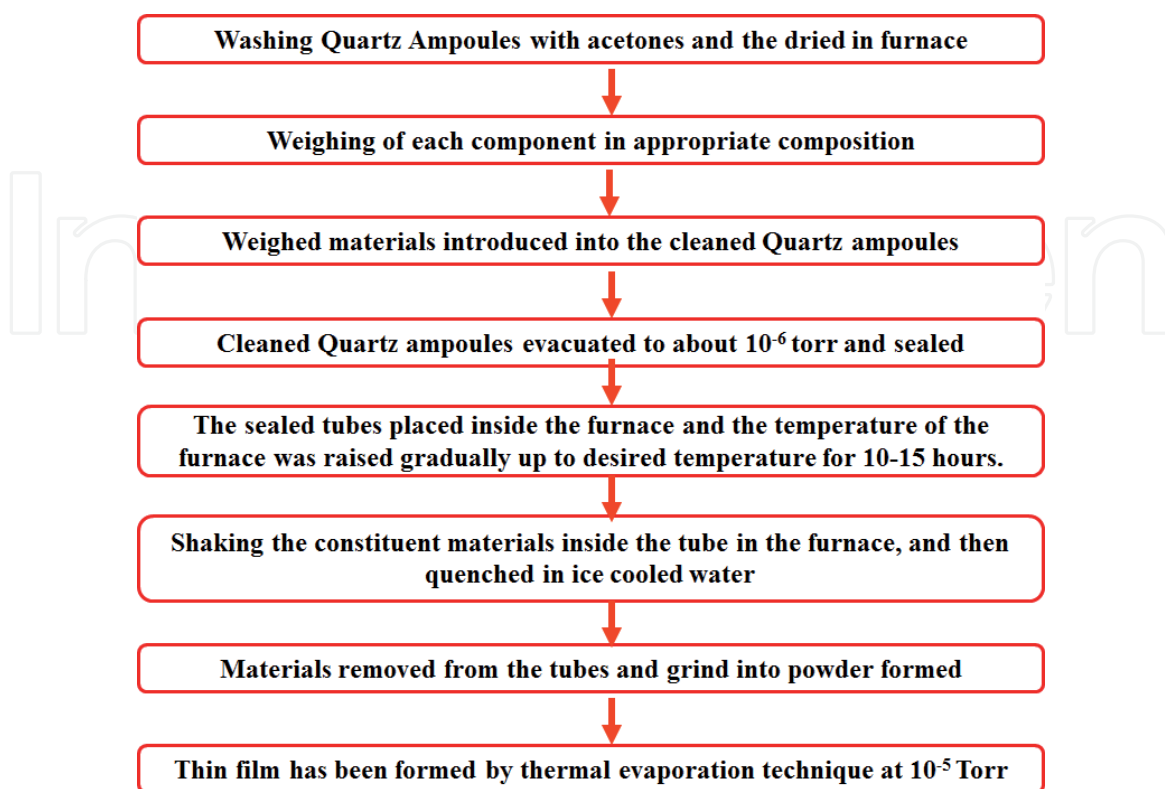 Washing Quartz Ampoules with acetones and the dried in furnace
Weighing of each component in appropriate composition
Weighed materials introduced into the cleaned Quartz ampoules
Cleaned Quartz ampoules evacuated to about 10⁻⁶ torr and sealed
The sealed tubes placed inside the furnace and the temperature of the
furnace was raised gradually up to desired temperature for 10-15 hours.
Shaking the constituent materials inside the tube in the furnace, and then
quenched in ice cooled water
Materials removed from the tubes and grind into powder formed
Thin film has been formed by thermal evaporation technique at 10⁻⁵ Torr